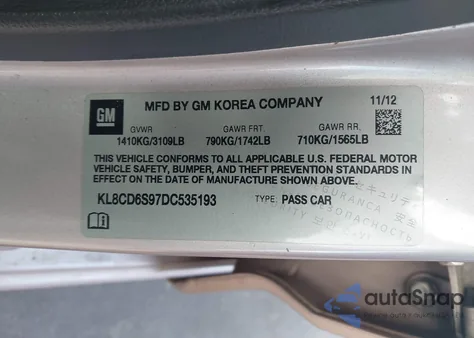 GM
MFD BY GM KOREA COMPANY
11/12
GVWR
GAWR FRT.
GAWR RR.
1410KG/3109LB
790KG/1742LB
710KG/1565LB
THIS VEHICLE CONFORMS TO ALL APPLICABLE U.S. FEDERAL MOTOR
VEHICLE SAFETY, BUMPER, AND THEFT PREVENTION STANDARDS IN
EFFECT ON THE DATE OF MANUFACTURE SHOWN ABOVE.
KL8CD6S97DC535193
TYPE: PASS CAR
autoSnap